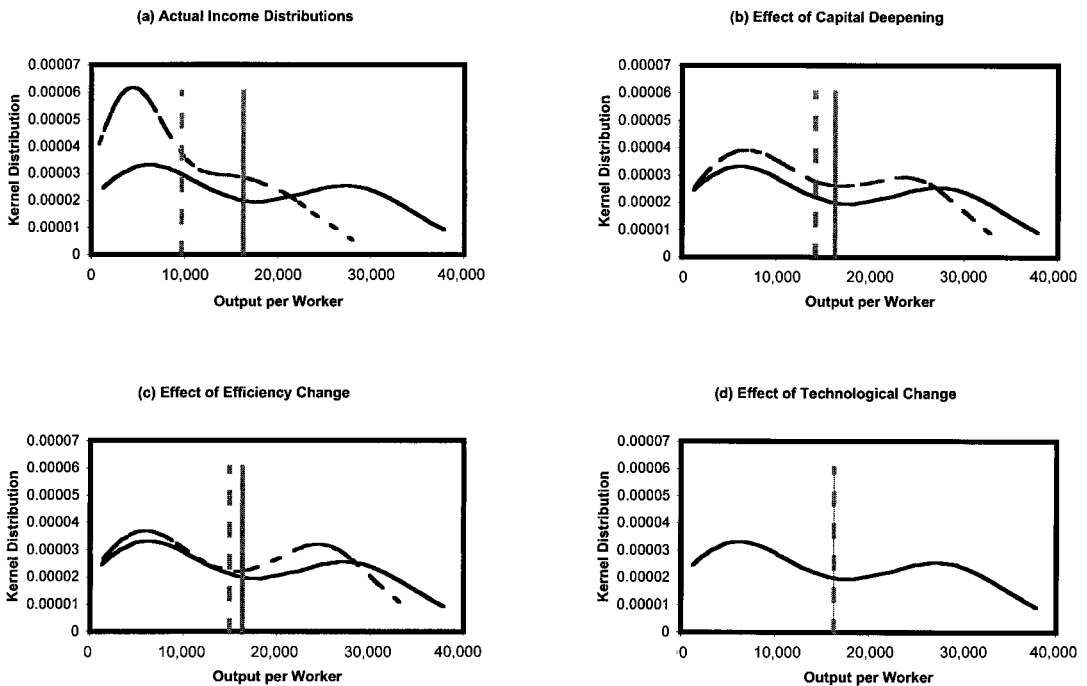 (a) Actual Income Distributions
Kernel Distribution
0.00007
0.00006
0.00005
0.00004
0.00003
0.00002
0.00001
0
0 10,000 20,000 30,000 40,000
Output per Worker
(b) Effect of Capital Deepening
Kernel Distribution
0.00007
0.00006
0.00005
0.00004
0.00003
0.00002
0.00001
0
0 10,000 20,000 30,000 40,000
Output per Worker
(c) Effect of Efficiency Change
Kernel Distribution
0.00007
0.00006
0.00005
0.00004
0.00003
0.00002
0.00001
0
0 10,000 20,000 30,000 40,000
Output per Worker
(d) Effect of Technological Change
Kernel Distribution
0.00007
0.00006
0.00005
0.00004
0.00003
0.00002
0.00001
0
0 10,000 20,000 30,000 40,000
Output per Worker